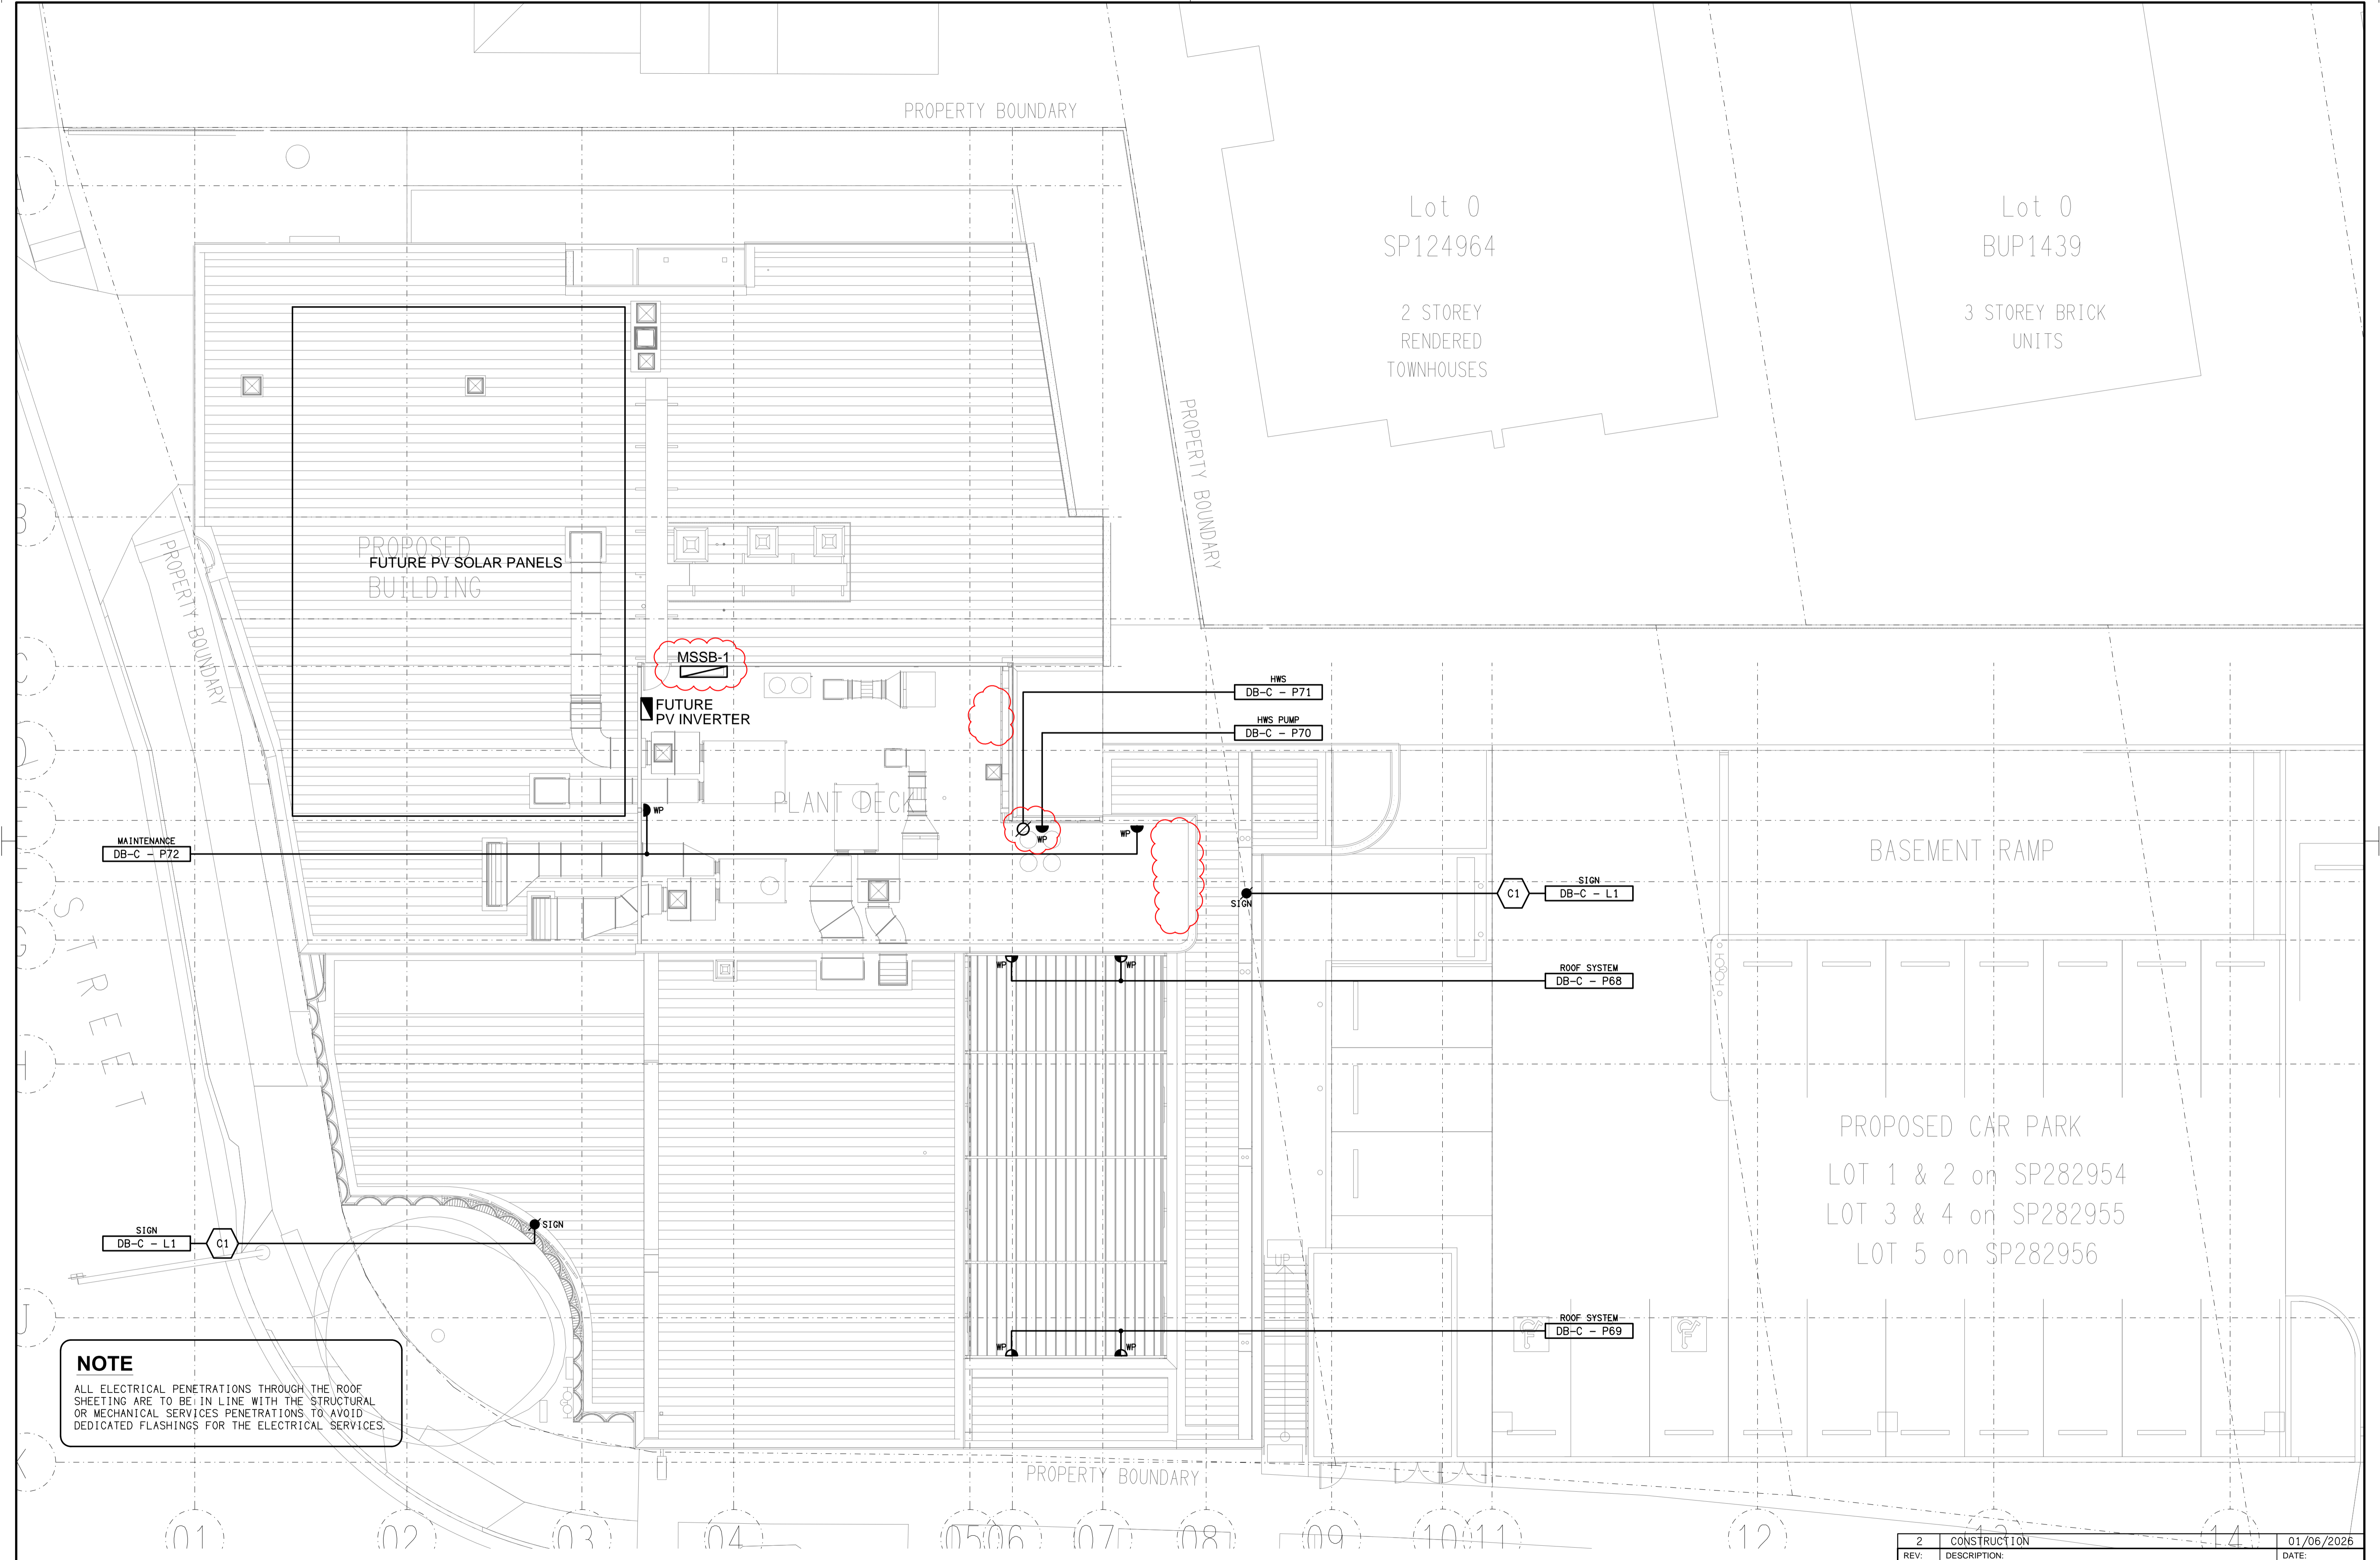 PROPERTY BOUNDARY
Lot 0
SP124964
2 STOREY
RENDERED
TOWNHOUSES
Lot 0
BUP1439
3 STOREY BRICK
UNITS
PROPERTY BOUNDARY
A
B
PROPERTY BOUNDARY
PROPOSED
BUILDING
FUTURE PV SOLAR PANELS
C
MSSB-1
FUTURE
PV INVERTER
HWS
DB-C - P71
HWS PUMP
DB-C - P70
D
PLANT DECK
WP
WP
WP
E
MAINTENANCE
DB-C - P72
BASEMENT RAMP
F
SIGN
C1
SIGN
DB-C - L1
G
STREET
WP
WP
ROOF SYSTEM
DB-C - P68
PROPOSED CAR PARK
LOT 1 & 2 on SP282954
LOT 3 & 4 on SP282955
LOT 5 on SP282956
SIGN
DB-C - L1
C1
SIGN
UP
J
ROOF SYSTEM
DB-C - P69
WP
WP
NOTE
ALL ELECTRICAL PENETRATIONS THROUGH THE ROOF
SHEETING ARE TO BE IN LINE WITH THE STRUCTURAL
OR MECHANICAL SERVICES PENETRATIONS TO AVOID
DEDICATED FLASHINGS FOR THE ELECTRICAL SERVICES.
K
PROPERTY BOUNDARY
01
02
03
04
05
06
07
08
09
10
11
12
13
14
2 CONSTRUCTION 01/06/2026
REV: DESCRIPTION: DATE: